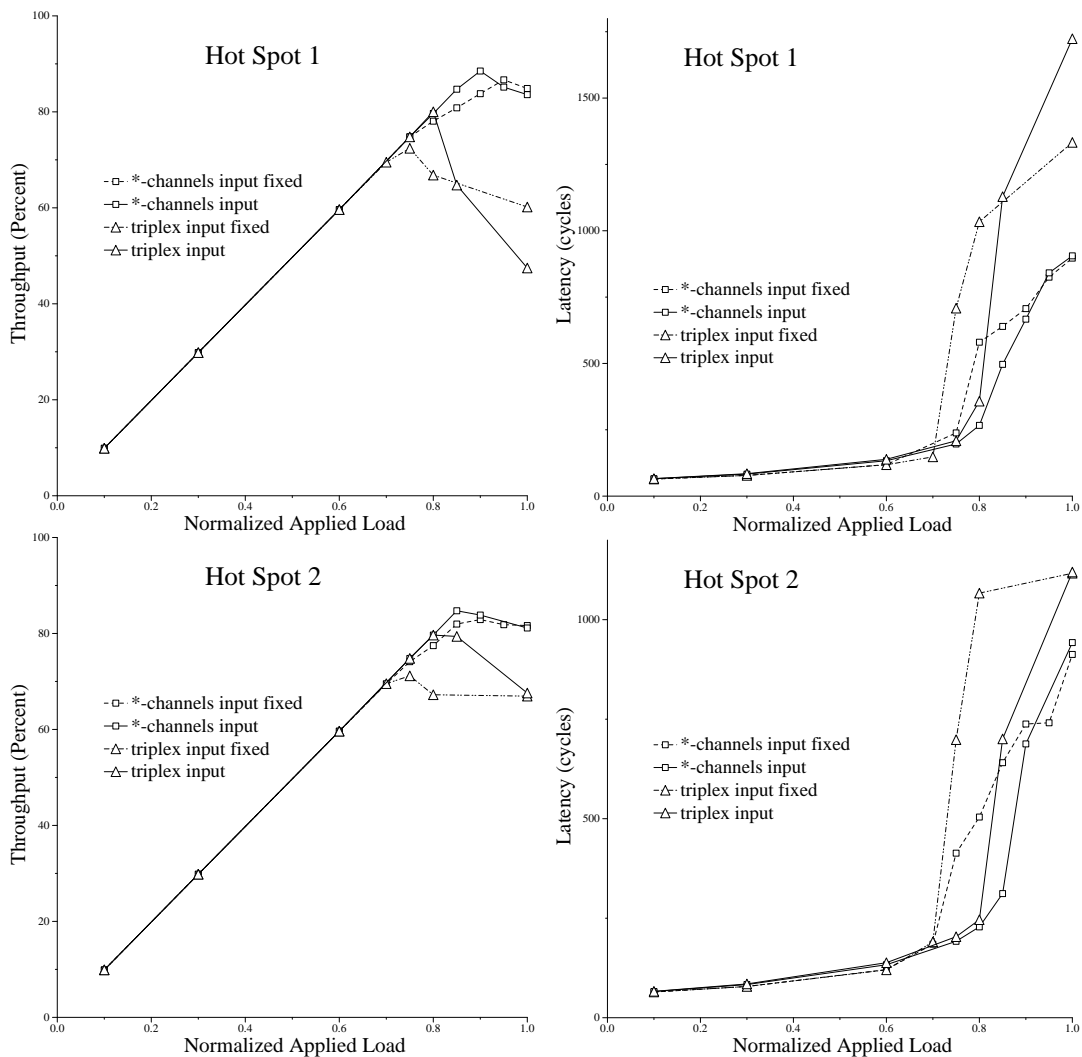 Hot Spot 1
Throughput (Percent)
100
80
60
40
20
0
*-channels input fixed
*-channels input
triplex input fixed
triplex input
0.0 0.2 0.4 0.6 0.8 1.0
Normalized Applied Load
Hot Spot 1
Latency (cycles)
1500
1000
500
0
*-channels input fixed
*-channels input
triplex input fixed
triplex input
0.0 0.2 0.4 0.6 0.8 1.0
Normalized Applied Load
Hot Spot 2
Throughput (Percent)
100
80
60
40
20
0
*-channels input fixed
*-channels input
triplex input fixed
triplex input
0.0 0.2 0.4 0.6 0.8 1.0
Normalized Applied Load
Hot Spot 2
Latency (cycles)
1000
500
0
*-channels input fixed
*-channels input
triplex input fixed
triplex input
0.0 0.2 0.4 0.6 0.8 1.0
Normalized Applied Load